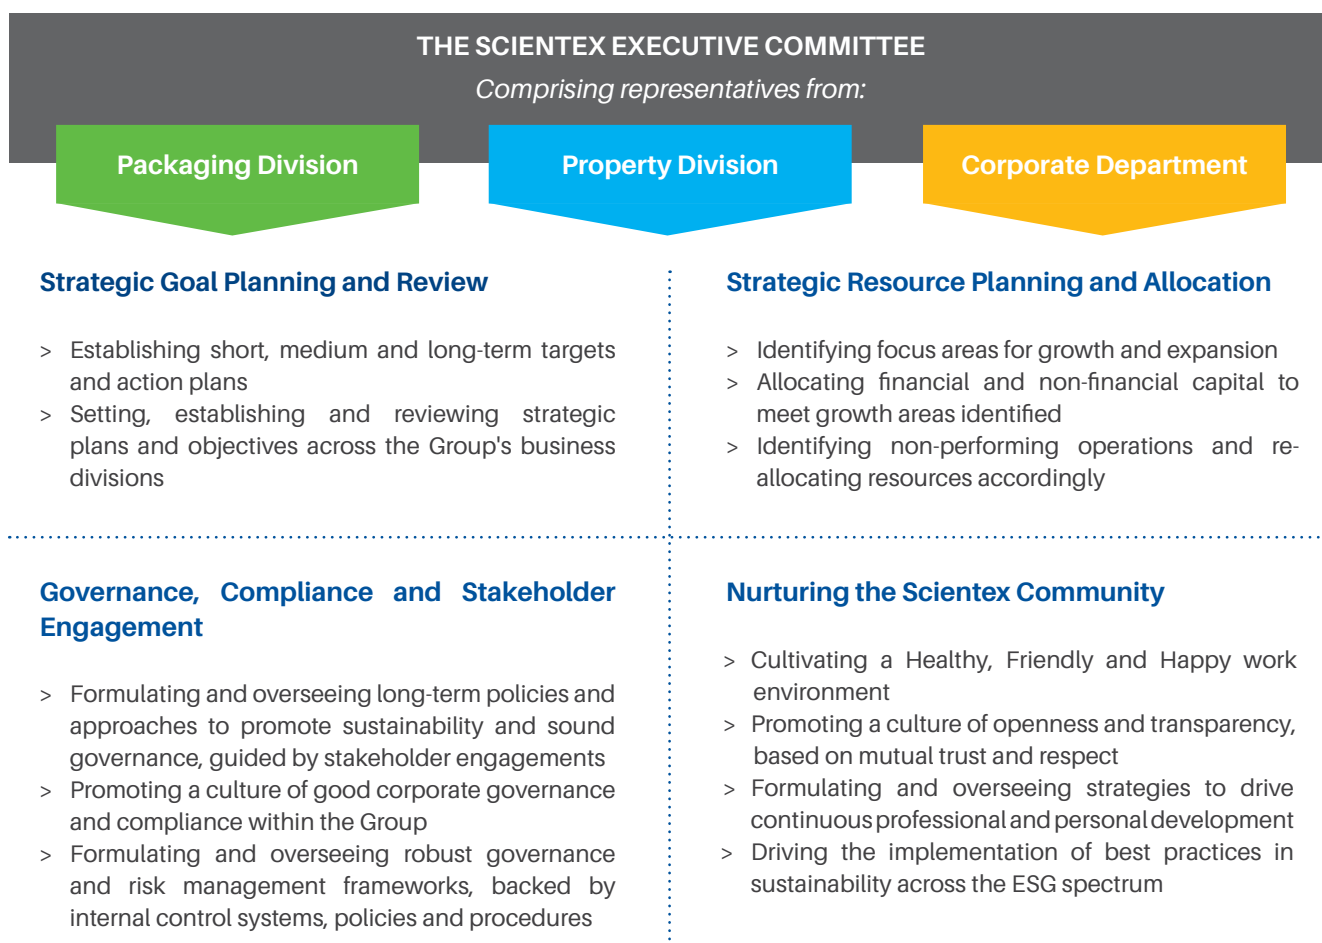 THE SCIENTEX EXECUTIVE COMMITTEE
Comprising representatives from:
Packaging Division
Property Division
Corporate Department
Strategic Goal Planning and Review
> Establishing short, medium and long-term targets
and action plans
> Setting, establishing and reviewing strategic
plans and objectives across the Group's business
divisions
Strategic Resource Planning and Allocation
> Identifying focus areas for growth and expansion
> Allocating financial and non-financial capital to
meet growth areas identified
> Identifying non-performing operations and re-
allocating resources accordingly
Governance, Compliance and Stakeholder
Engagement
> Formulating and overseeing long-term policies and
approaches to promote sustainability and sound
governance, guided by stakeholder engagements
> Promoting a culture of good corporate governance
and compliance within the Group
> Formulating and overseeing robust governance
and risk management frameworks, backed by
internal control systems, policies and procedures
Nurturing the Scientex Community
> Cultivating a Healthy, Friendly and Happy work
environment
> Promoting a culture of openness and transparency,
based on mutual trust and respect
> Formulating and overseeing strategies to drive
continuous professional and personal development
> Driving the implementation of best practices in
sustainability across the ESG spectrum